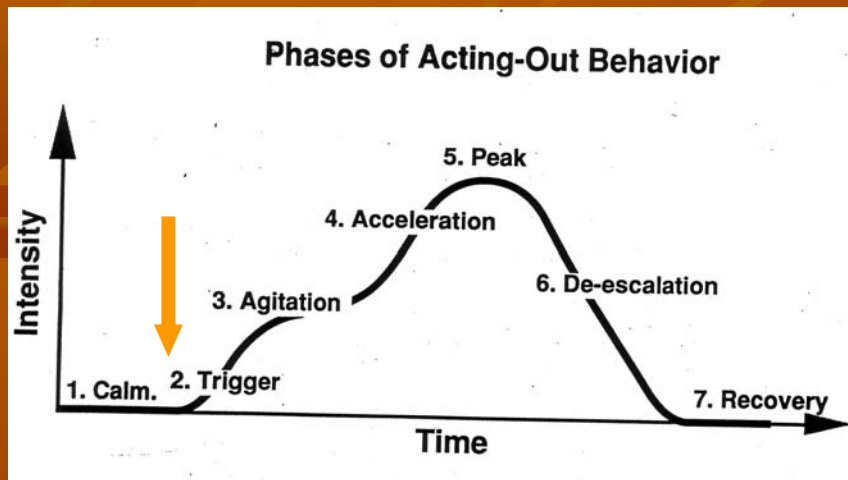 Phases of Acting-Out Behavior
5. Peak
4. Acceleration
6. De-escalation
3. Agitation
2. Trigger
1. Calm.
7. Recovery
Intensity
Time